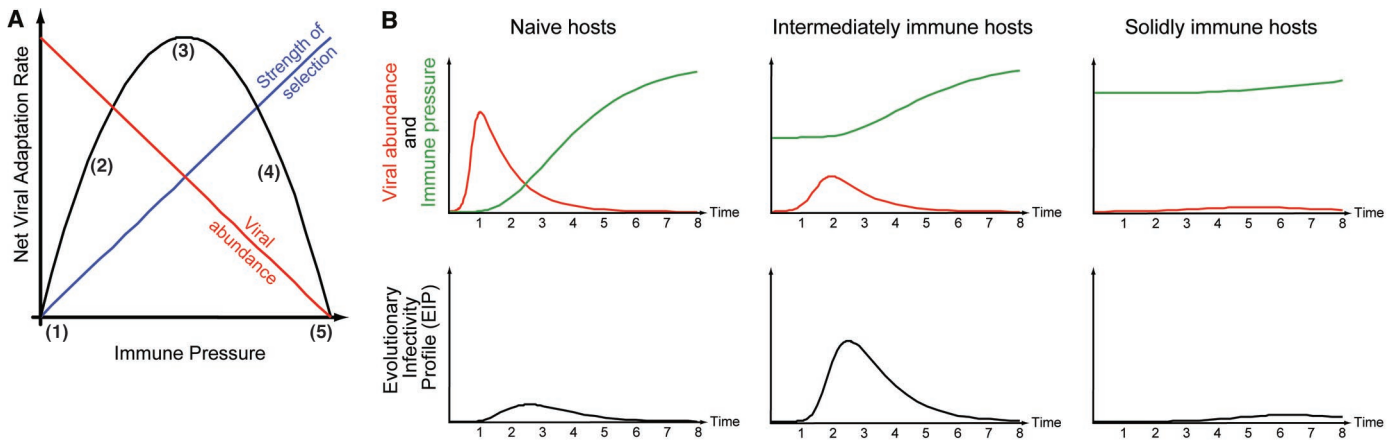 A
Net Viral Adaptation Rate
(1)
(2)
(3)
(4)
(5)
Strength of
selection
Viral
abundance
Immune Pressure
B
Naive hosts
Intermediately immune hosts
Solidly immune hosts
Viral abundance
and
Immune pressure
1 2 3 4 5 6 7 8
Time
1 2 3 4 5 6 7 8
Time
1 2 3 4 5 6 7 8
Time
Evolutionary
Infectivity
Profile (EIP)
1 2 3 4 5 6 7 8
Time
1 2 3 4 5 6 7 8
Time
1 2 3 4 5 6 7 8
Time